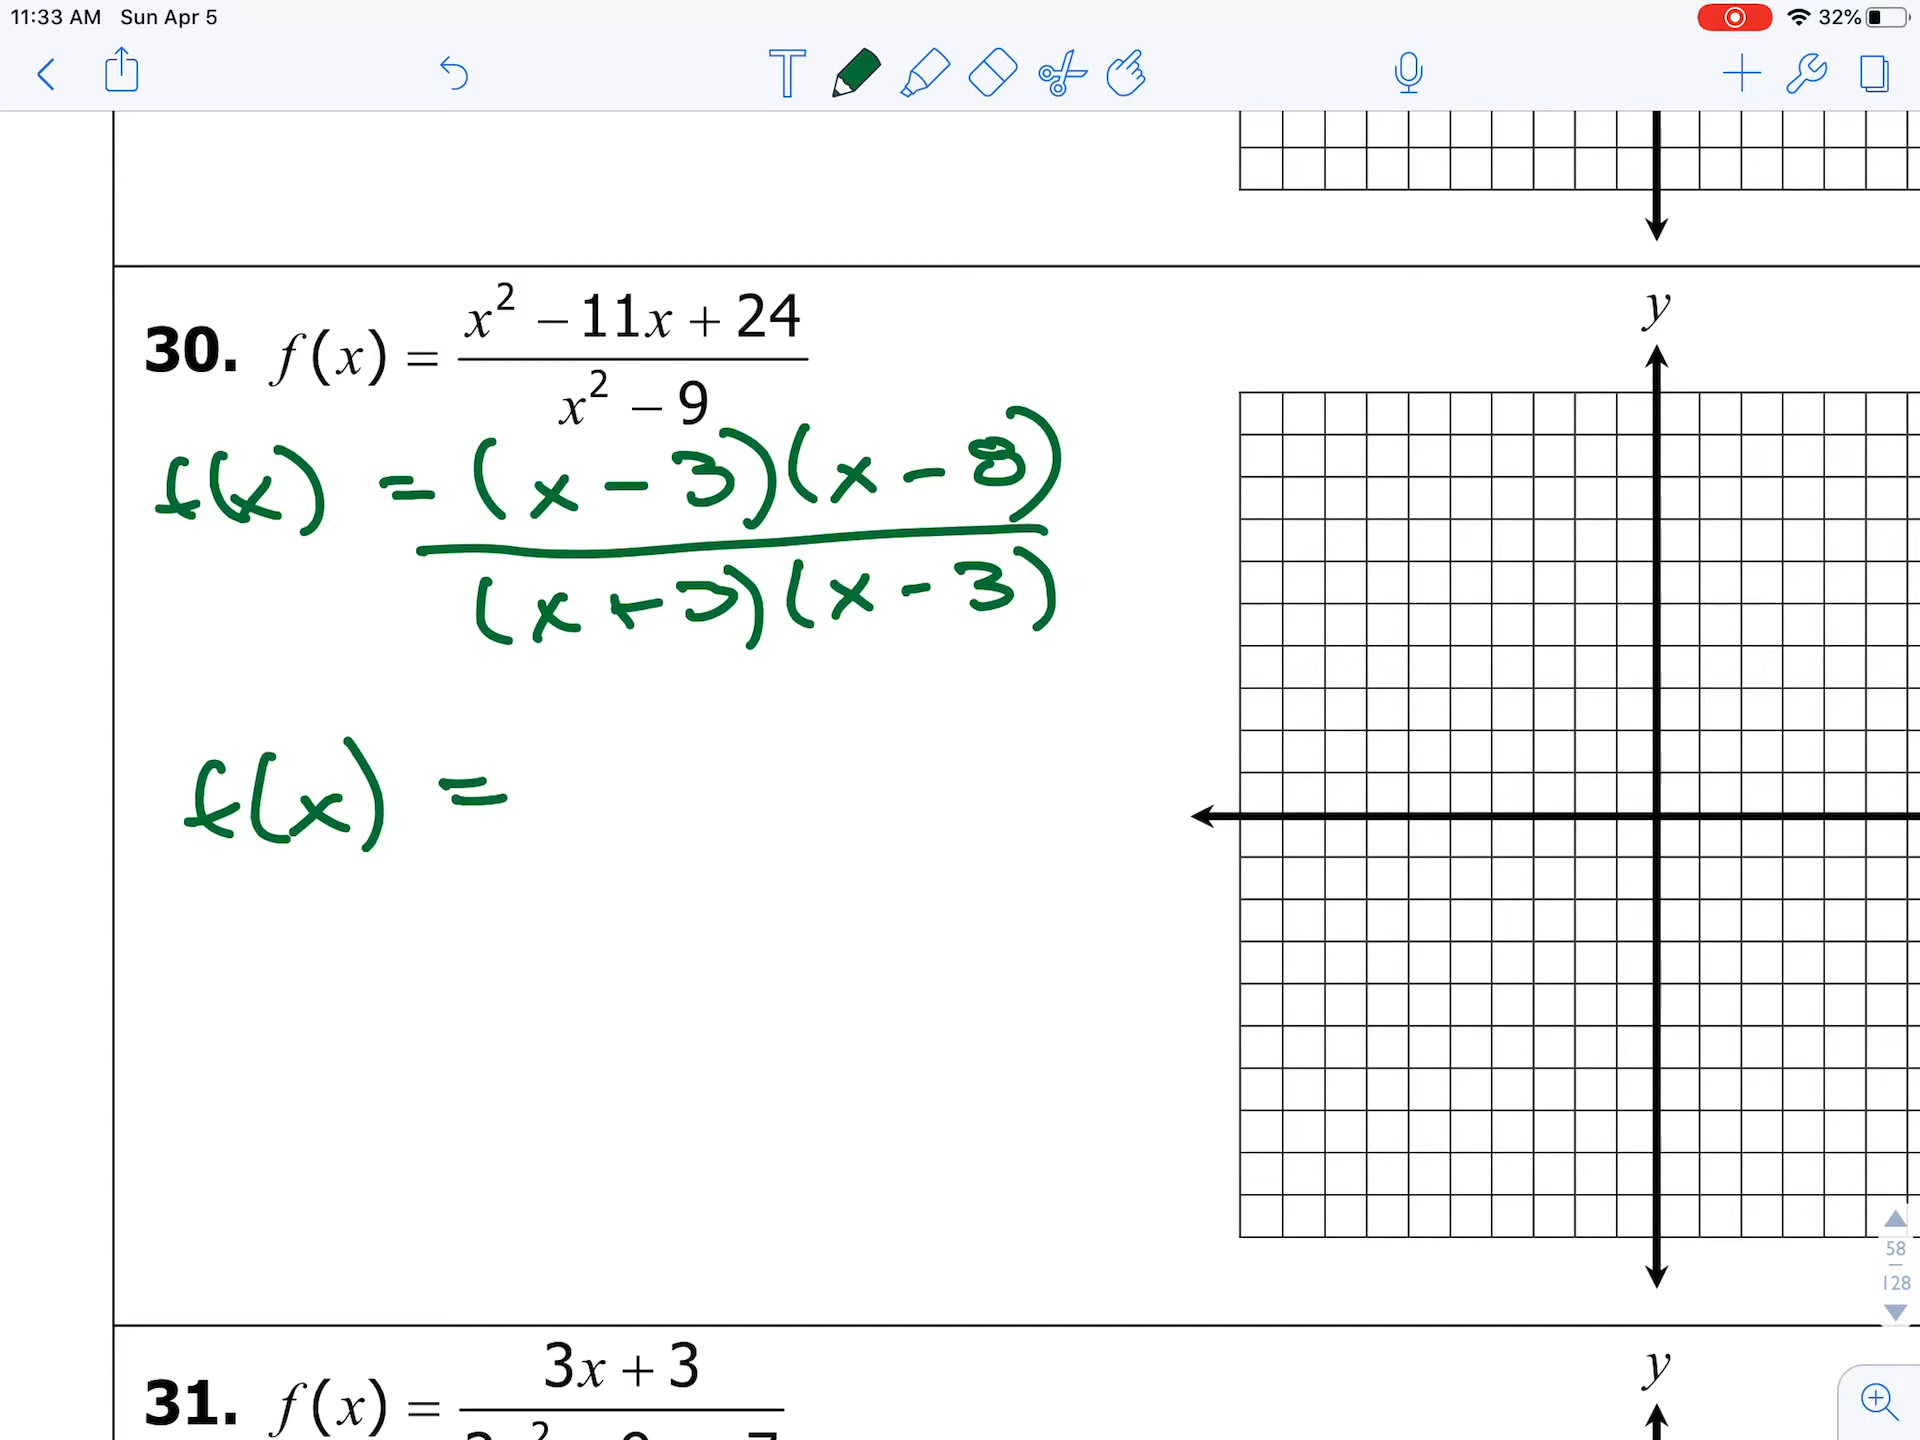 11:33 AM Sun Apr 5
32%
T
y
30. f(x) = (x² − 11x + 24)/(x² − 9)
f(x) = (x − 3)(x − 8)
(x + 3)(x − 3)
f(x) =
58
128
31. f(x) = 3x + 3
y